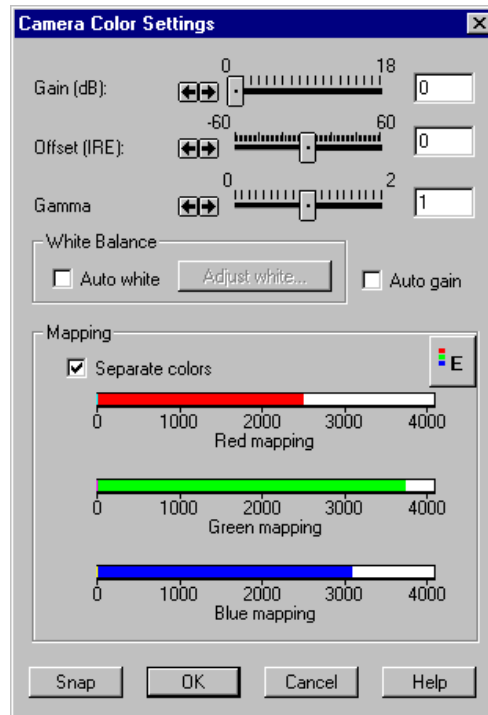 Camera Color Settings
0 18
Gain (dB): 0
-60 60
Offset (IRE): 0
0 2
Gamma 1
White Balance
Auto white Adjust white... Auto gain
Mapping
Separate colors E
0 1000 2000 3000 4000
Red mapping
0 1000 2000 3000 4000
Green mapping
0 1000 2000 3000 4000
Blue mapping
Snap OK Cancel Help